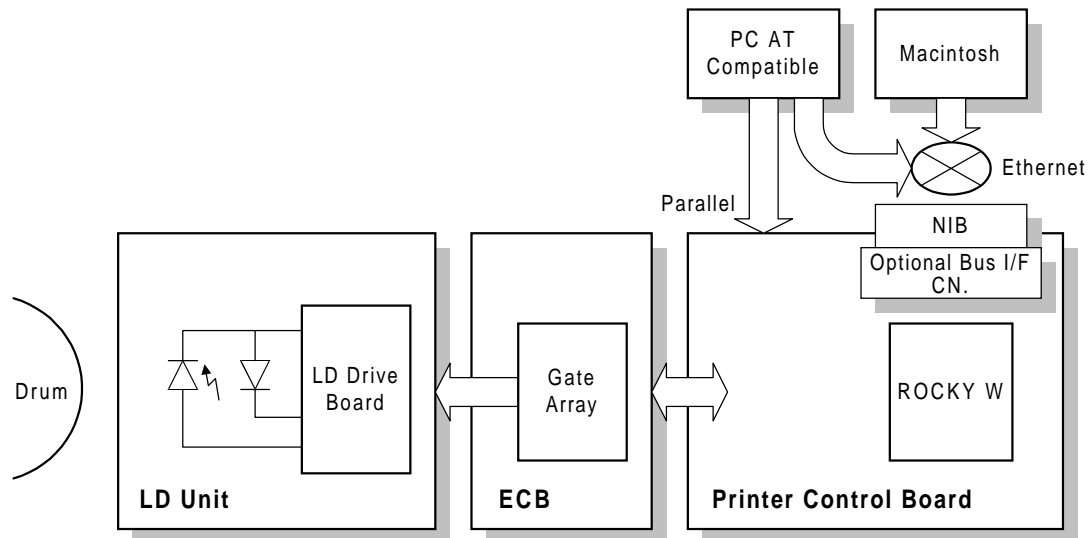 PC AT
Compatible
Macintosh
Ethernet
Parallel
NIB
Optional Bus I/F
CN.
Drum
LD Drive
Board
Gate
Array
ROCKY W
LD Unit
ECB
Printer Control Board